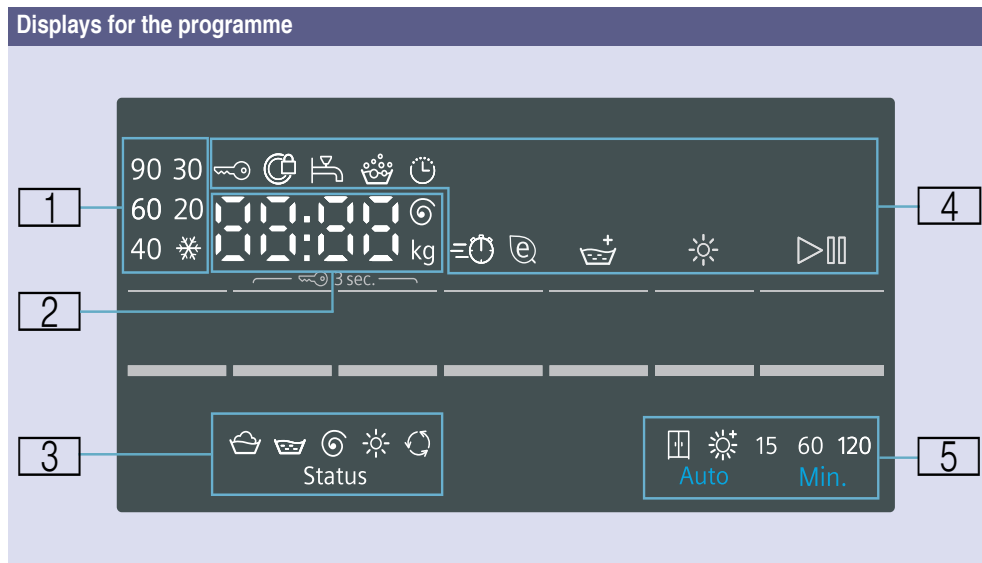 Displays for the programme
90 30
60 20
40
88:88
kg
e
3 sec.
Status
15 60 120
Auto Min.
1
2
3
4
5